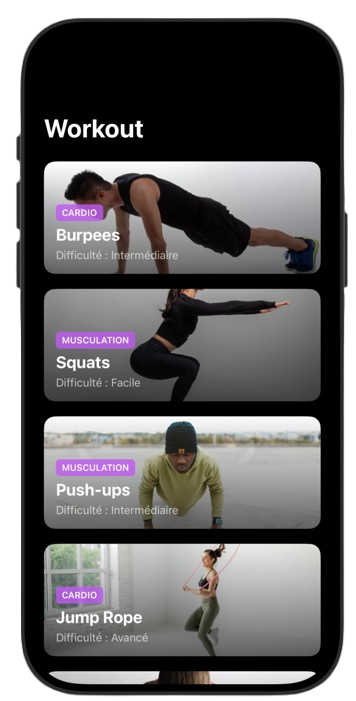 Workout
CARDIO
Burpees
Difficulté : Intermédiaire
MUSCULATION
Squats
Difficulté : Facile
MUSCULATION
Push-ups
Difficulté : Intermédiaire
CARDIO
Jump Rope
Difficulté : Avancé